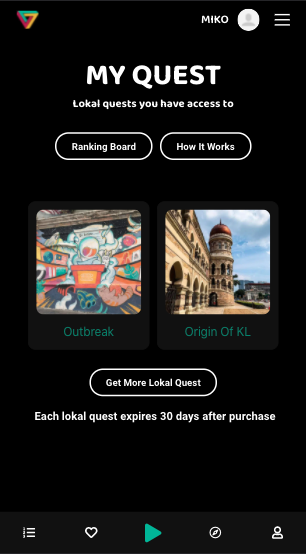 MIKO
MY QUEST
Lokal quests you have access to
Ranking Board
How It Works
Outbreak
Origin Of KL
Get More Lokal Quest
Each lokal quest expires 30 days after purchase